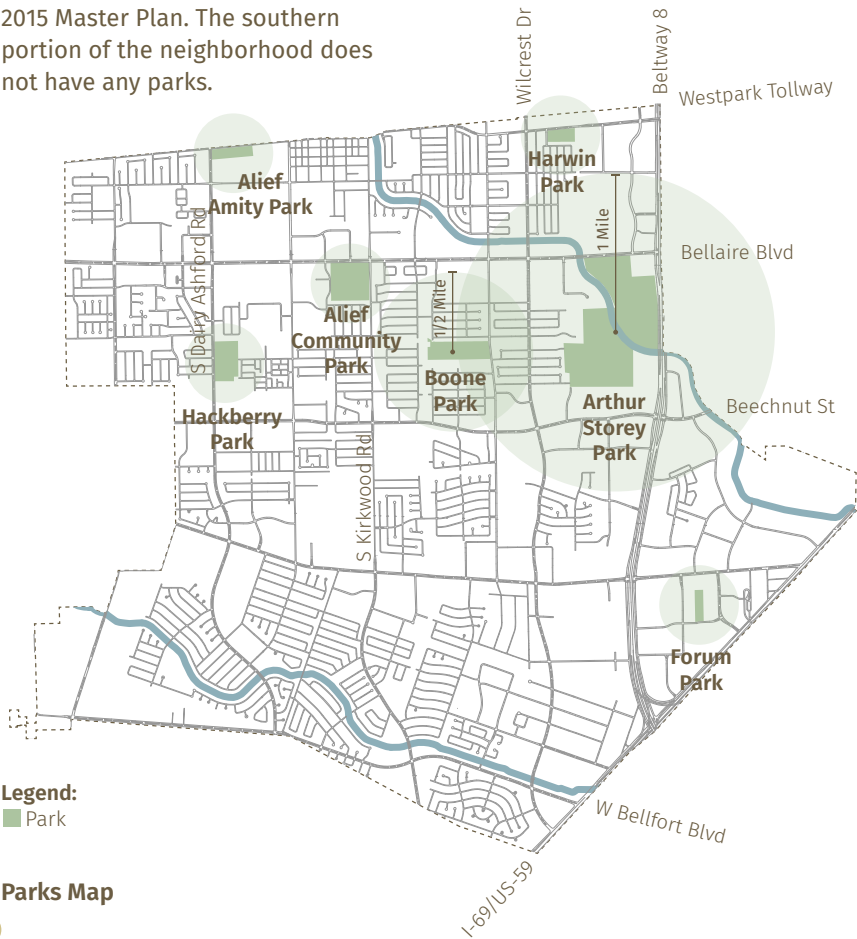 2015 Master Plan. The southern
portion of the neighborhood does
not have any parks.
Wilcrest Dr
Beltway 8
Westpark Tollway
Harwin
Park
Alief
Amity Park
S Dairy Ashford Rd
1 Mile
Bellaire Blvd
1/2 Mile
Alief
Community
Park
Boone
Park
Arthur
Storey
Park
Beechnut St
Hackberry
Park
S Kirkwood Rd
Forum
Park
Legend:
Park
W Bellfort Blvd
Parks Map
I-69/US-59